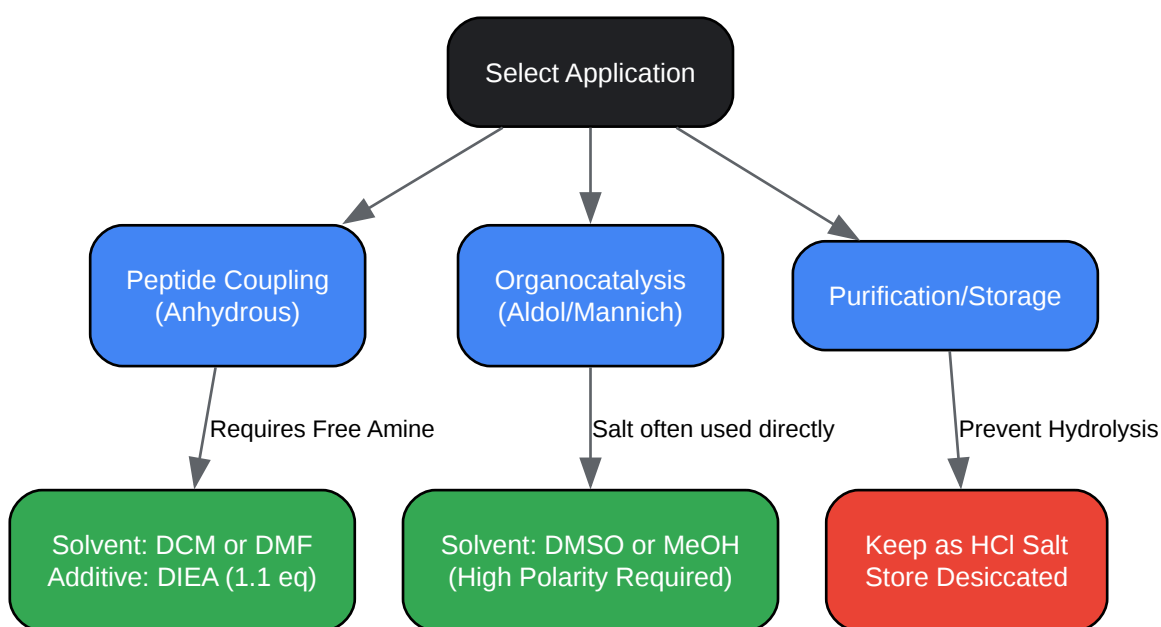 Select Application
Peptide Coupling
(Anhydrous)
Organocatalysis
(Aldol/Mannich)
Purification/Storage
Requires Free Amine
Salt often used directly
Prevent Hydrolysis
Solvent: DCM or DMF
Additive: DIEA (1.1 eq)
Solvent: DMSO or MeOH
(High Polarity Required)
Keep as HCl Salt
Store Desiccated